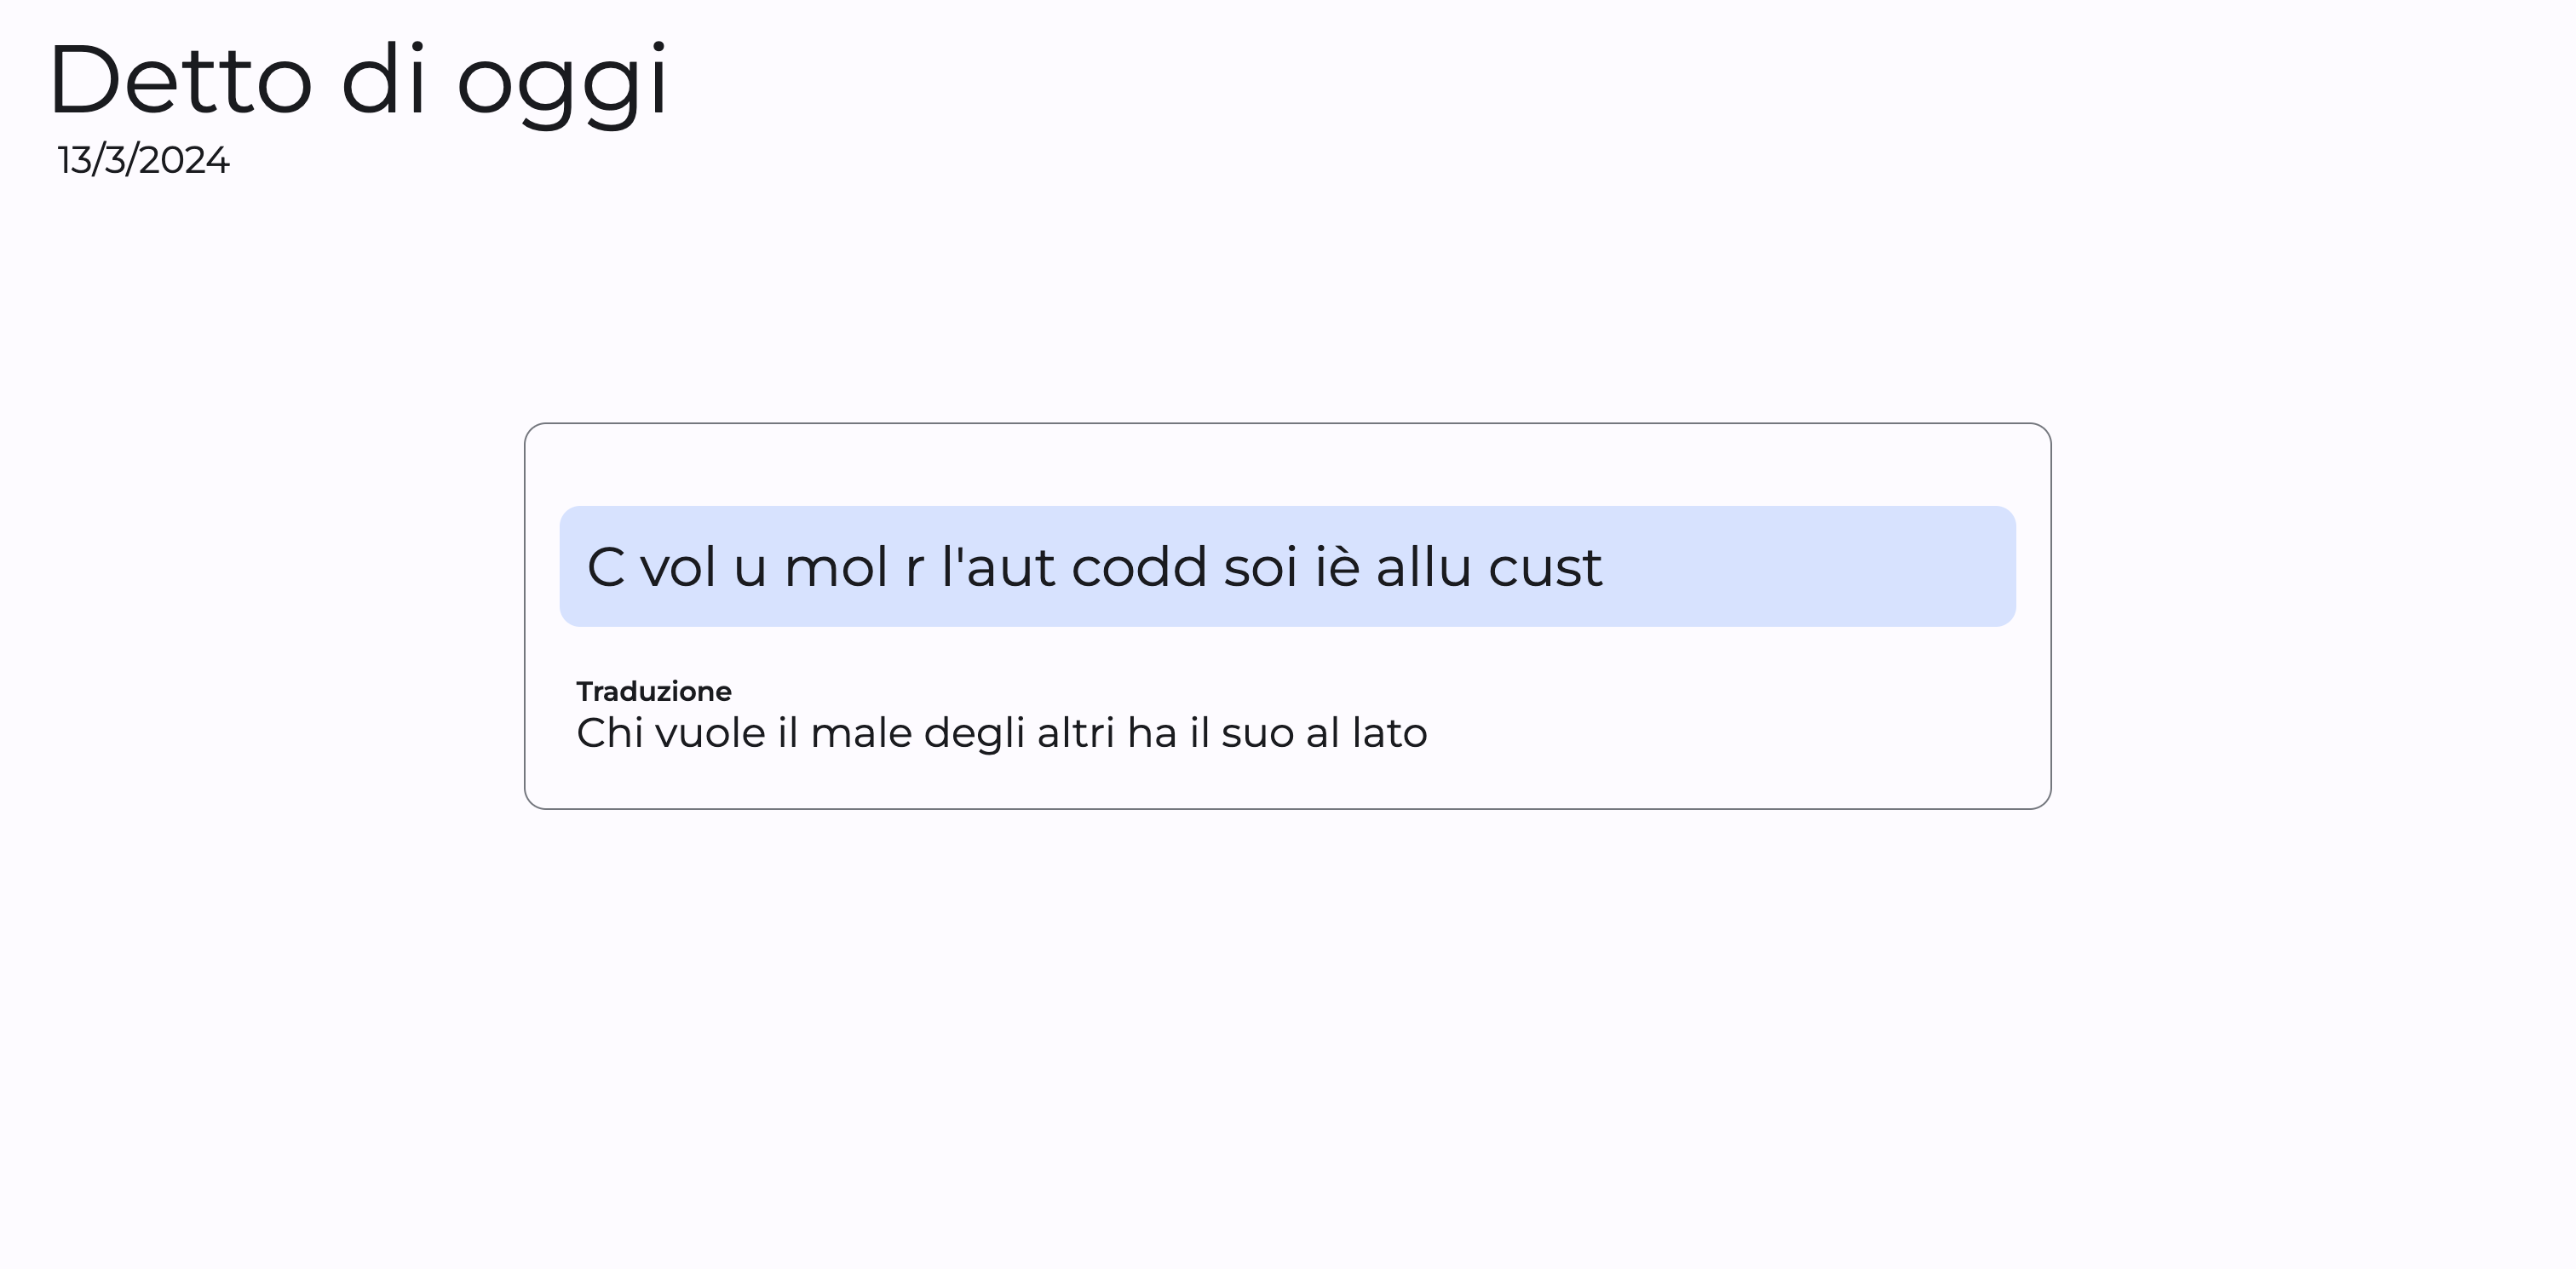 Detto di oggi
13/3/2024
C vol u mol r l'aut codd soi iè allu cust
Traduzione
Chi vuole il male degli altri ha il suo al lato